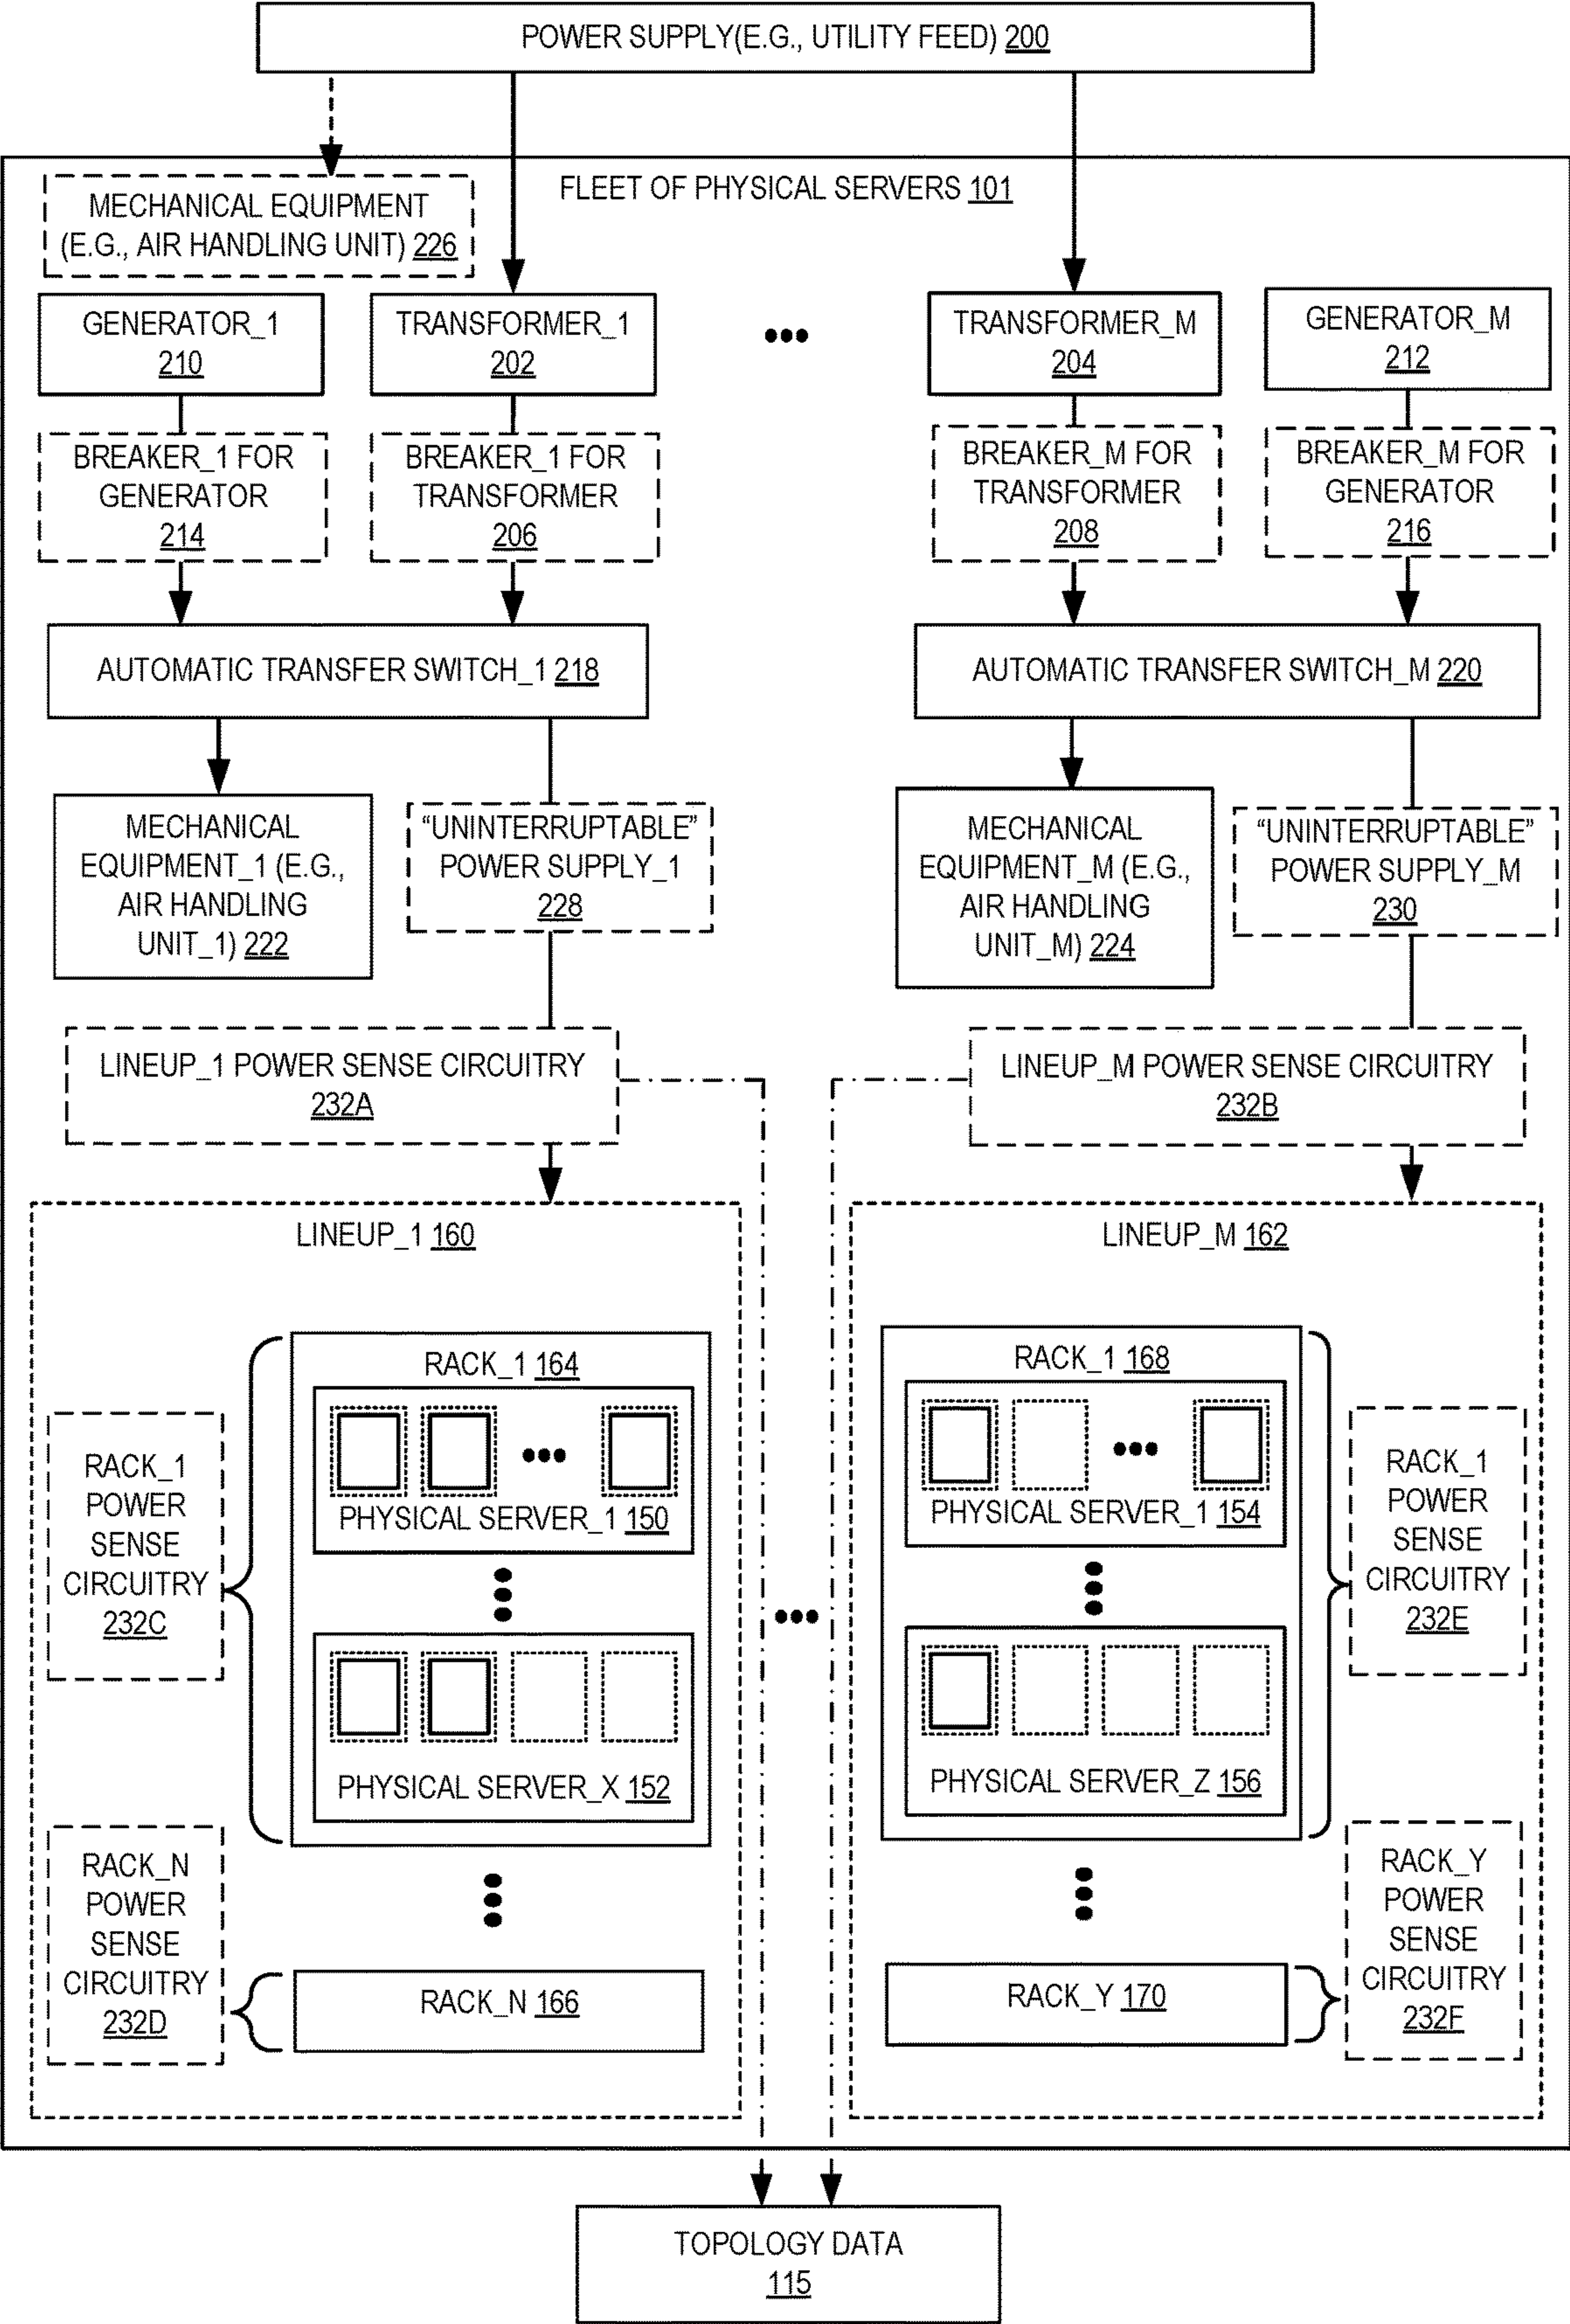 POWER SUPPLY(E.G., UTILITY FEED) 200
FLEET OF PHYSICAL SERVERS 101
MECHANICAL EQUIPMENT
(E.G., AIR HANDLING UNIT) 226
GENERATOR_1
210
TRANSFORMER_1
202
TRANSFORMER_M
204
GENERATOR_M
212
BREAKER_1 FOR
GENERATOR
214
BREAKER_1 FOR
TRANSFORMER
206
BREAKER_M FOR
TRANSFORMER
208
BREAKER_M FOR
GENERATOR
216
AUTOMATIC TRANSFER SWITCH_1 218
AUTOMATIC TRANSFER SWITCH_M 220
MECHANICAL
EQUIPMENT_1 (E.G.,
AIR HANDLING
UNIT_1) 222
“UNINTERRUPTABLE”
POWER SUPPLY_1
228
MECHANICAL
EQUIPMENT_M (E.G.,
AIR HANDLING
UNIT_M) 224
“UNINTERRUPTABLE”
POWER SUPPLY_M
230
LINEUP_1 POWER SENSE CIRCUITRY
232A
LINEUP_M POWER SENSE CIRCUITRY
232B
LINEUP_1 160
RACK_1 164
PHYSICAL SERVER_1 150
RACK_1
POWER
SENSE
CIRCUITRY
232C
PHYSICAL SERVER_X 152
RACK_N
POWER
SENSE
CIRCUITRY
232D
RACK_N 166
LINEUP_M 162
RACK_1 168
PHYSICAL SERVER_1 154
RACK_1
POWER
SENSE
CIRCUITRY
232E
PHYSICAL SERVER_Z 156
RACK_Y
POWER
SENSE
CIRCUITRY
232F
RACK_Y 170
TOPOLOGY DATA
115